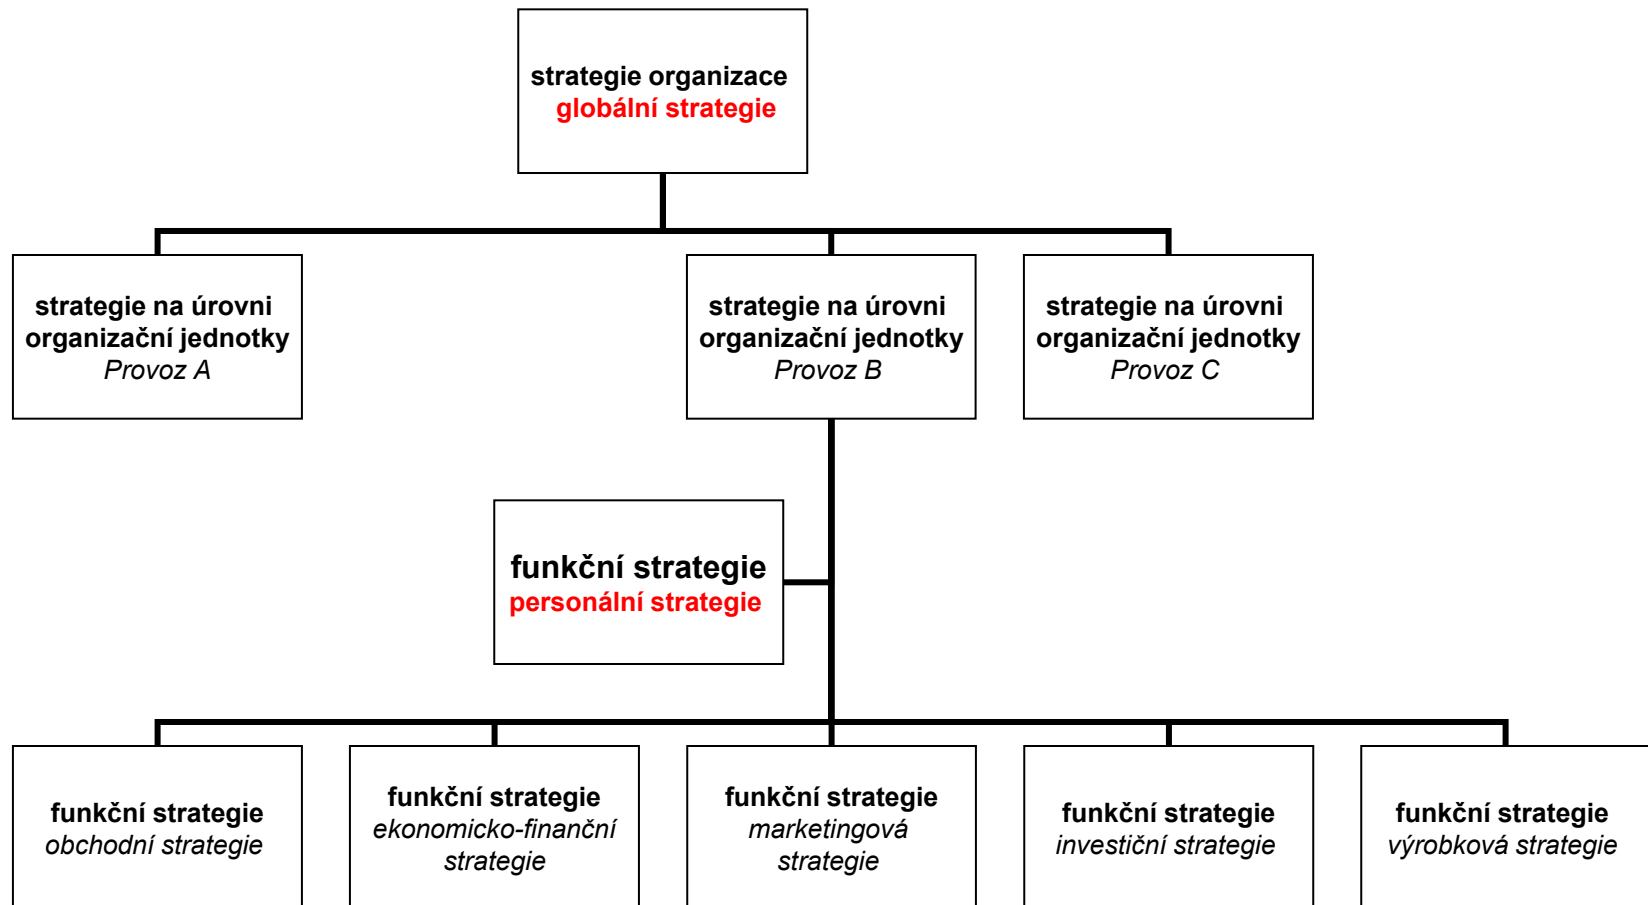 strategie organizace
globální strategie
strategie na úrovni
organizační jednotky
Provoz A
strategie na úrovni
organizační jednotky
Provoz B
strategie na úrovni
organizační jednotky
Provoz C
funkční strategie
personální strategie
funkční strategie
obchodní strategie
funkční strategie
ekonomicko-finanční
strategie
funkční strategie
marketingová
strategie
funkční strategie
investiční strategie
funkční strategie
výrobková strategie